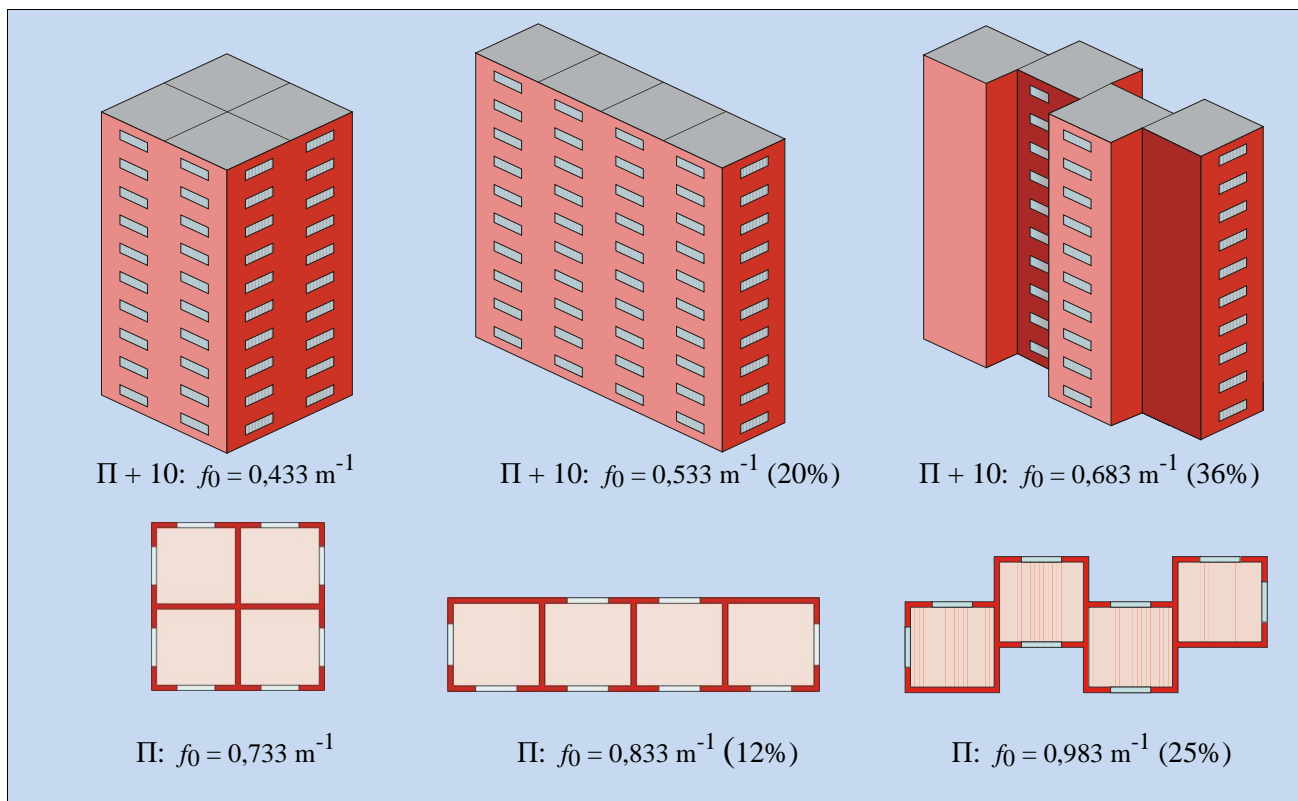 П + 10: f0 = 0,433 m-1
П + 10: f0 = 0,533 m-1 (20%)
П + 10: f0 = 0,683 m-1 (36%)
П: f0 = 0,733 m-1
П: f0 = 0,833 m-1 (12%)
П: f0 = 0,983 m-1 (25%)